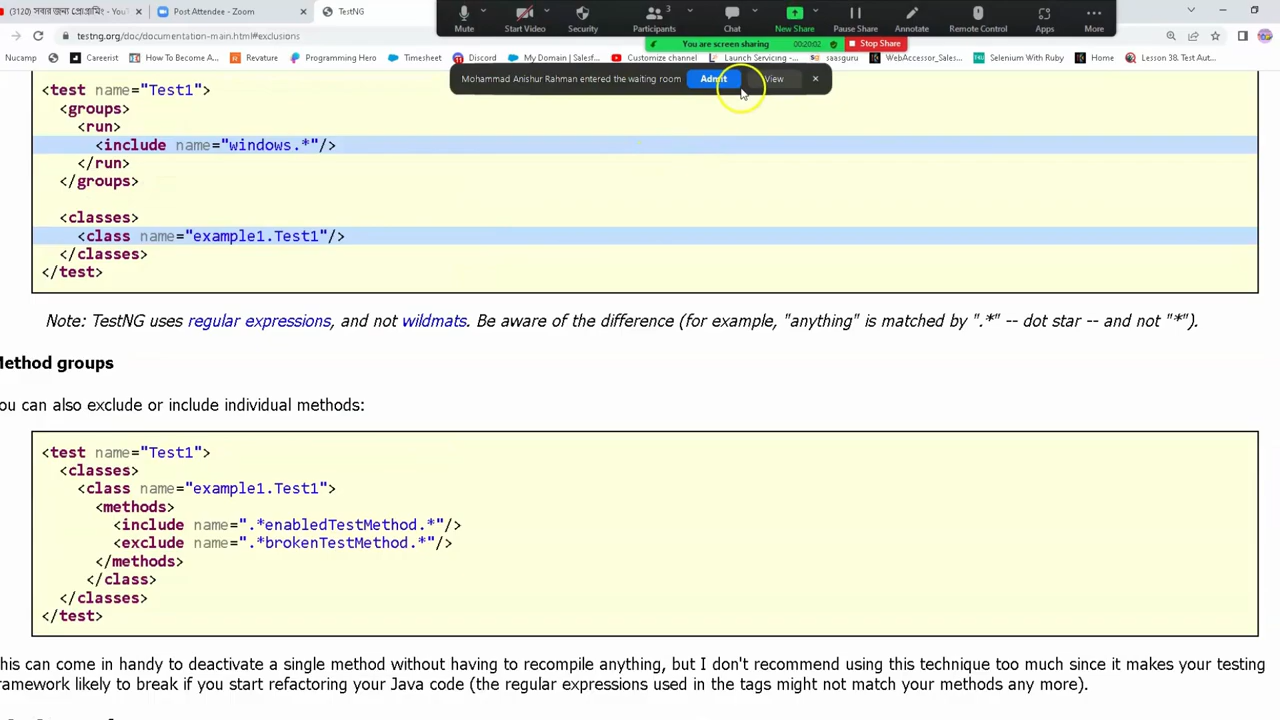 (3120) সবার জন্য প্রোগ্রামিং - YouT
Post Attendee - Zoom
TestNG
Mute
Start Video
Security
Participants
3
Chat
New Share
Pause Share
Annotate
Remote Control
Apps
More
testng.org/doc/documentation-main.html#exclusions
You are screen sharing
00:20:02
Stop Share
Nucamp
Careerist
How To Become A...
Revature
Programming Hero
Timesheet
Discord
My Domain | Salesf...
Customize channel
Launch Servicing -...
saasguru
WebAccessor_Sales...
Selenium With Ruby
Home
Lesson 38. Test Aut...
Mohammad Anishur Rahman entered the waiting room
Admit
View
<test name="Test1">
<groups>
<run>
<include name="windows.*"/>
</run>
</groups>
<classes>
<class name="example1.Test1"/>
</classes>
</test>
Note: TestNG uses regular expressions, and not wildmats. Be aware of the difference (for example, "anything" is matched by ".*" -- dot star -- and not "*").
Method groups
ou can also exclude or include individual methods:
<test name="Test1">
<classes>
<class name="example1.Test1">
<methods>
<include name=".*enabledTestMethod.*"/>
<exclude name=".*brokenTestMethod.*"/>
</methods>
</class>
</classes>
</test>
his can come in handy to deactivate a single method without having to recompile anything, but I don't recommend using this technique too much since it makes your testing
ramework likely to break if you start refactoring your Java code (the regular expressions used in the tags might not match your methods any more).